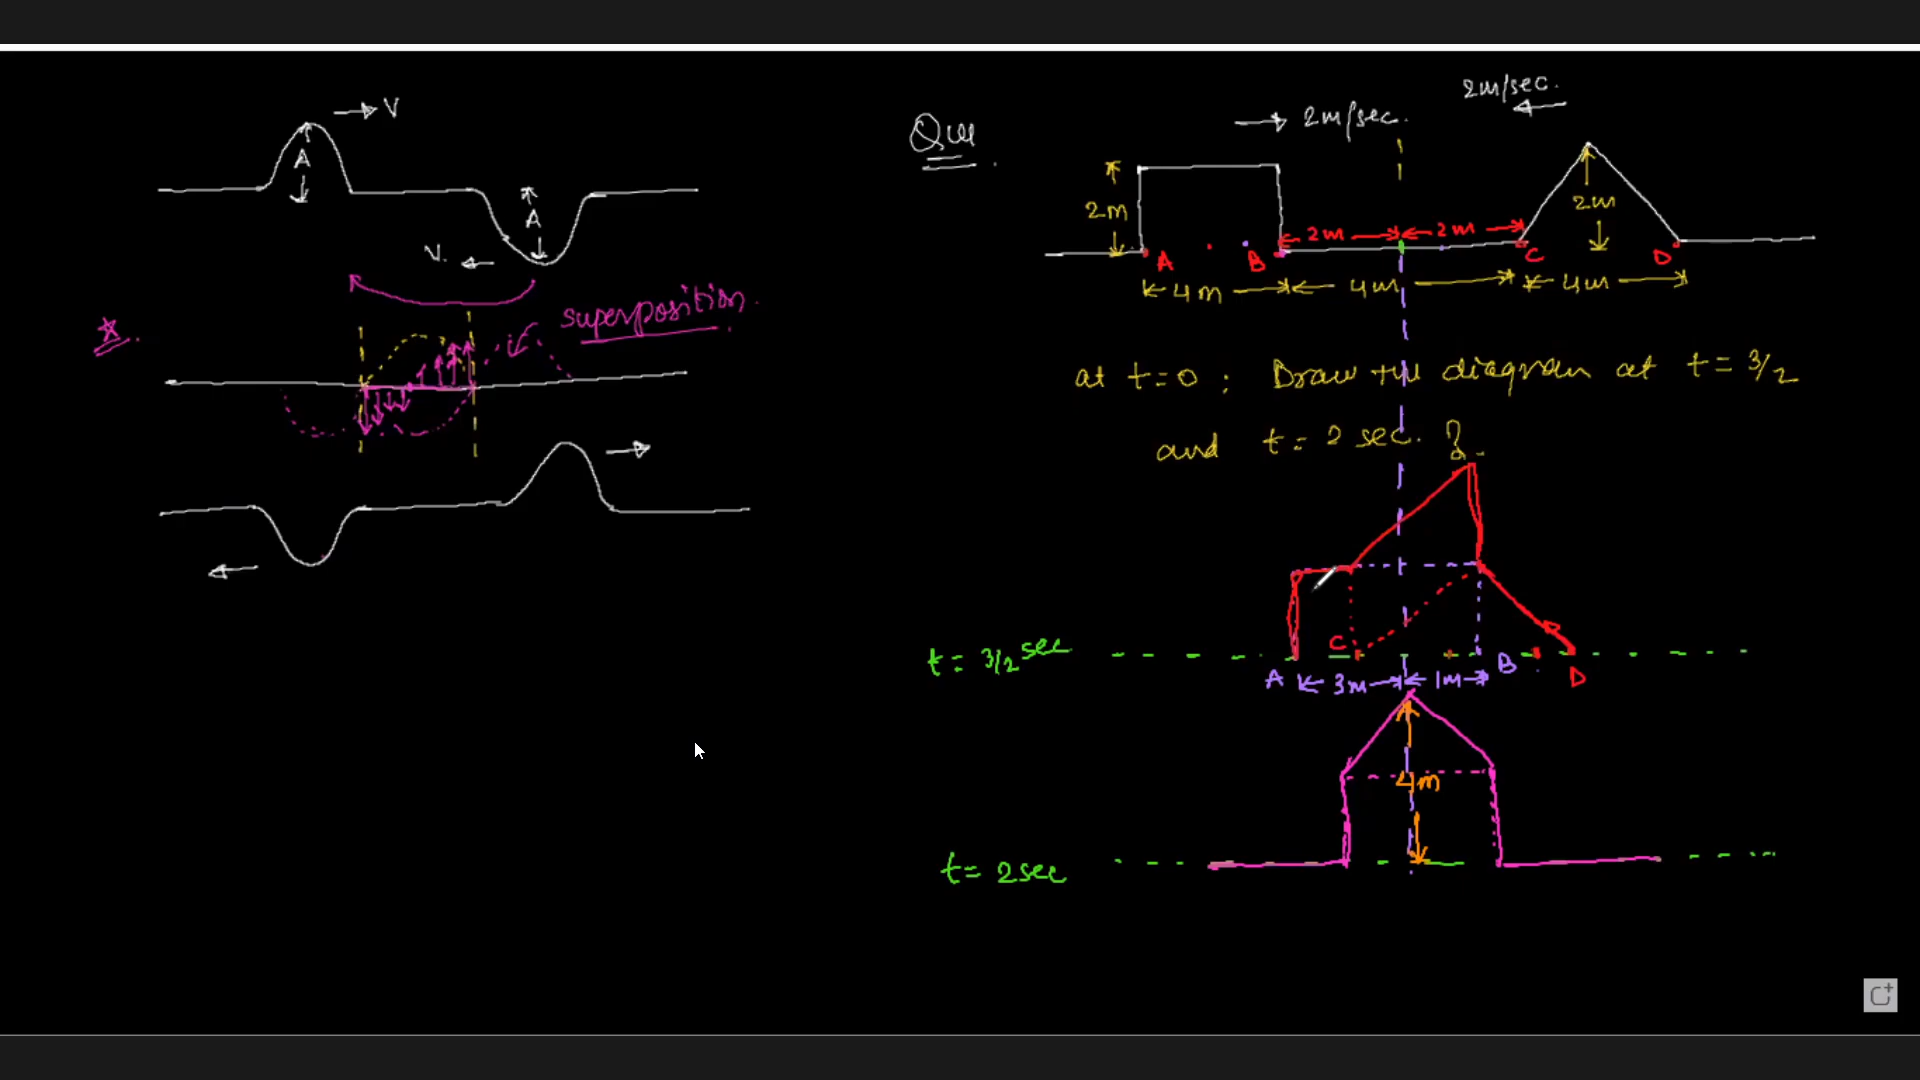 V
A
A
V.
superposition.
Que.
2m/sec.
2m/sec.
2m
2m
2m
2m
A
B
C
D
4m
4m
4m
at t=0 ; Draw the diagram at t = 3/2
and t = 2 sec. ?
t = 3/2 sec
C
A
3m
1m
B
D
4m
t = 2sec